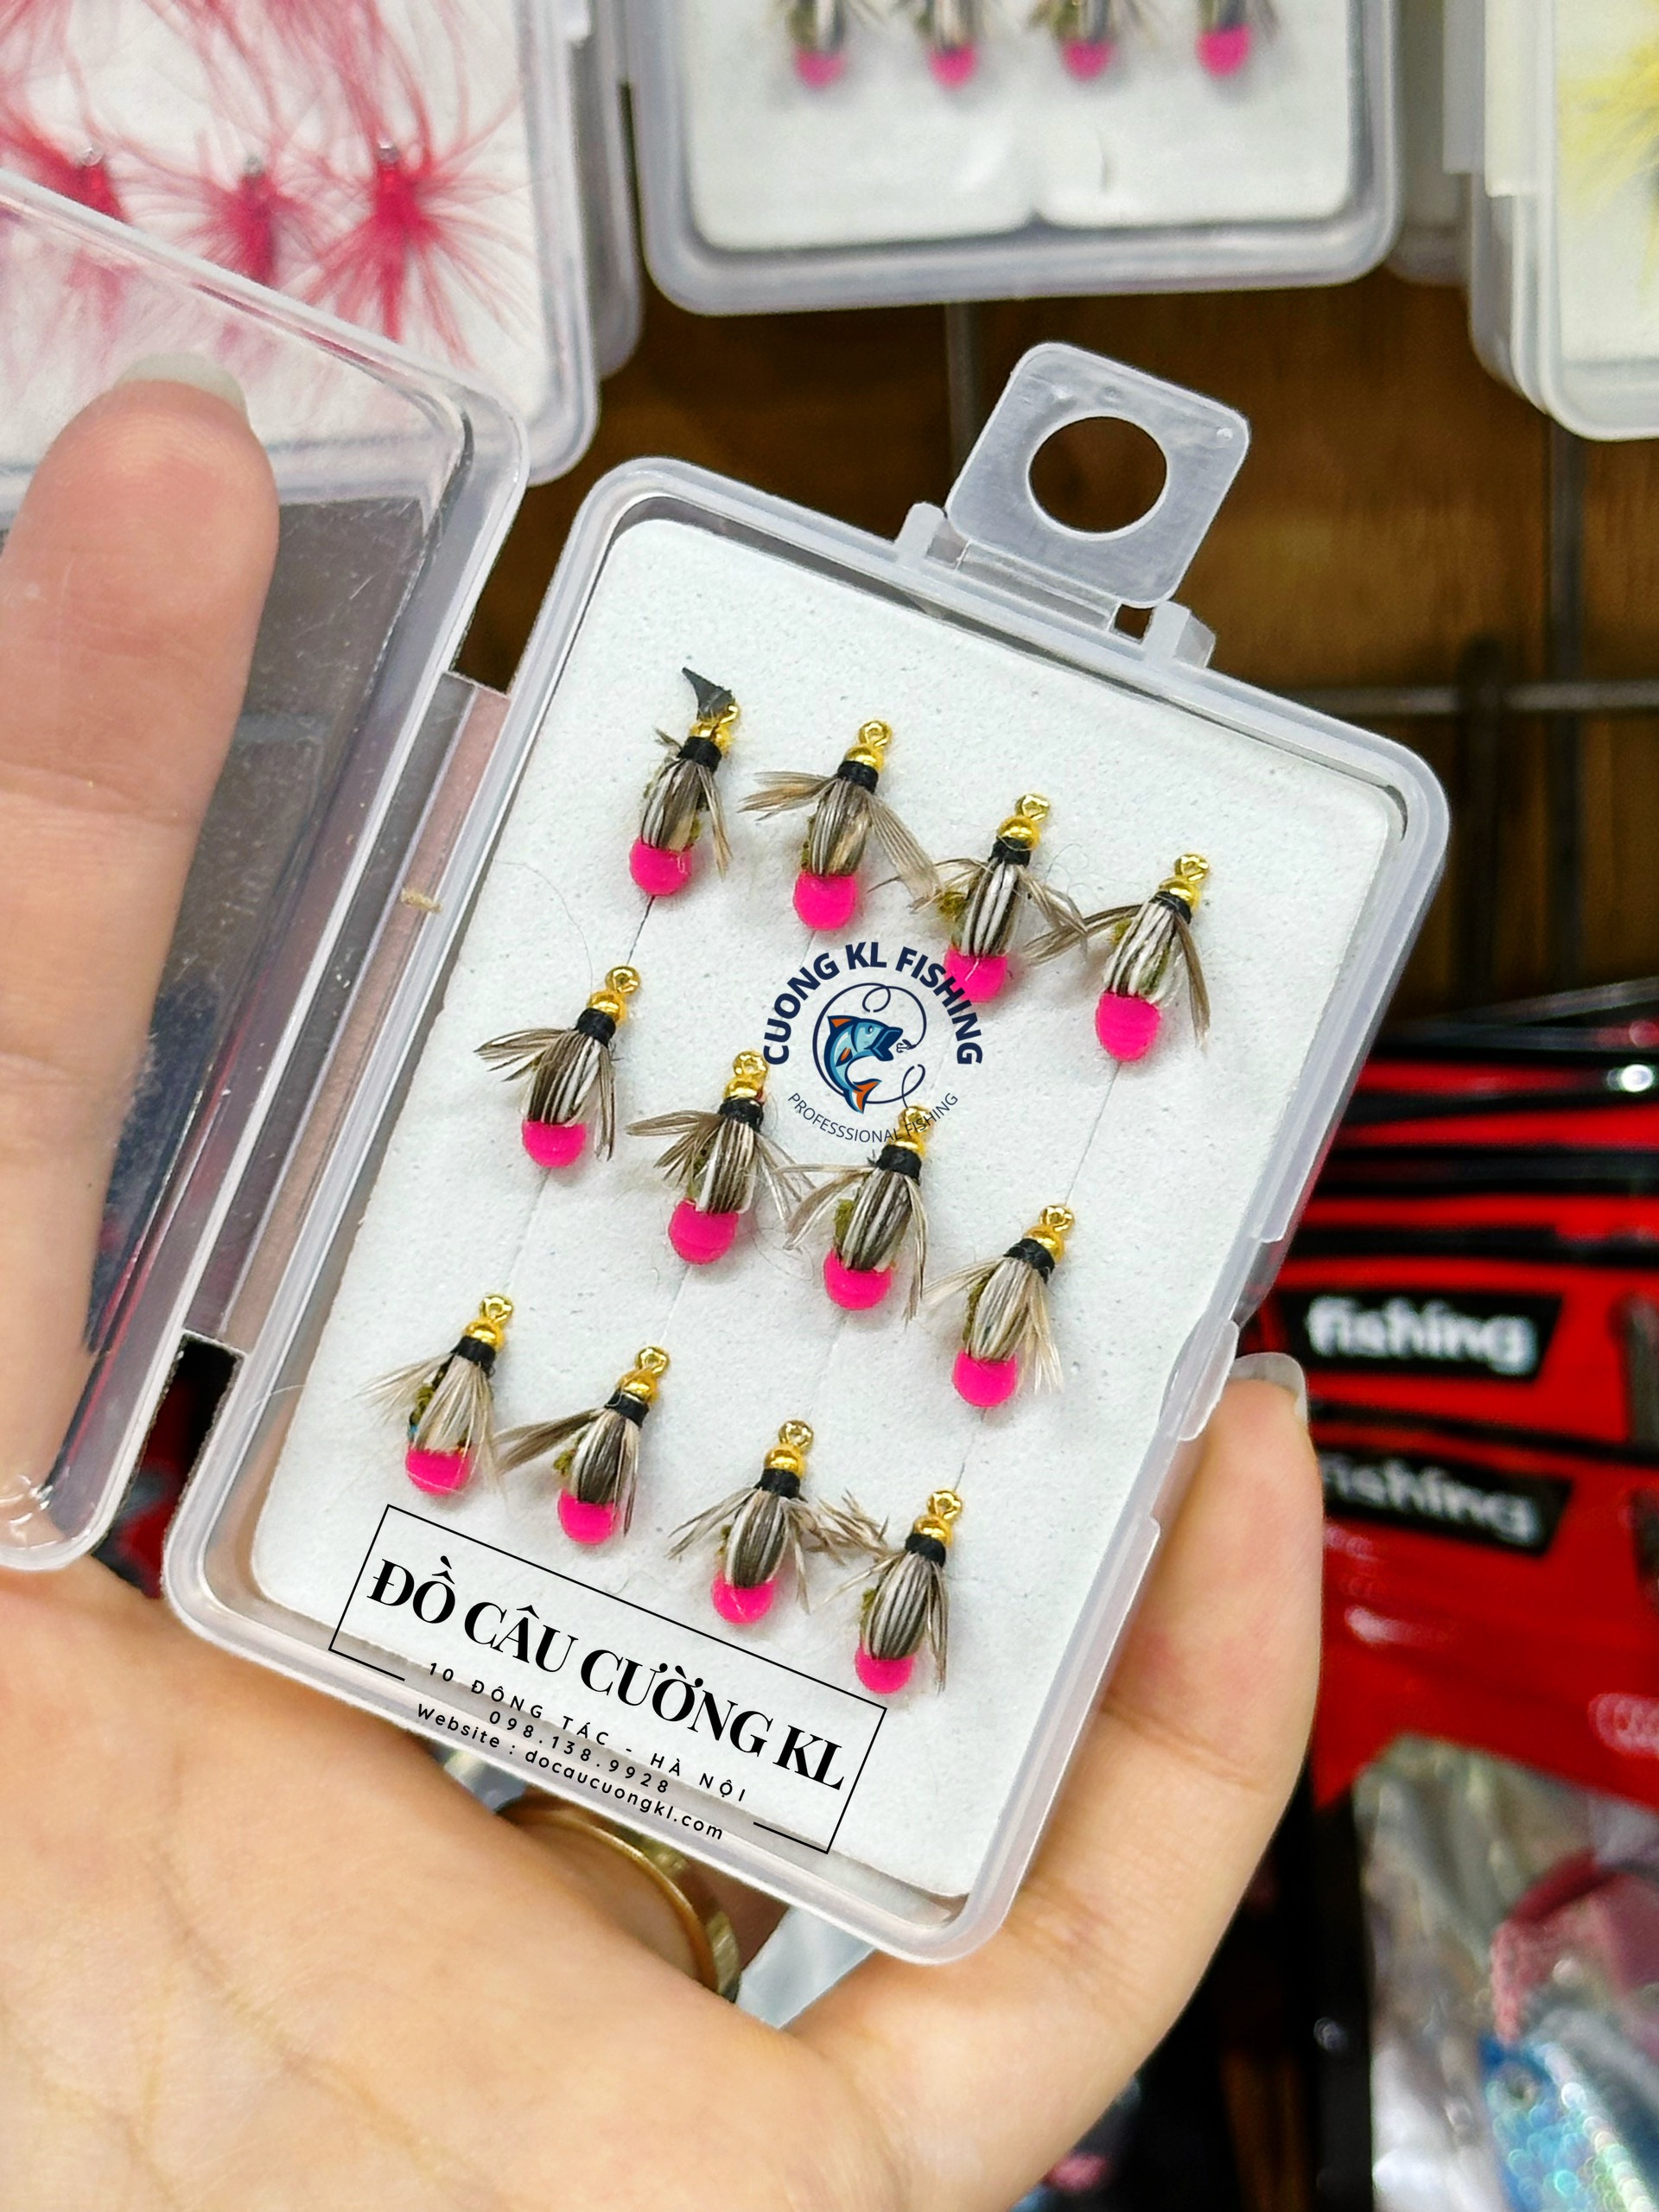 CUONG KL FISHING
PROFESSSIONAL FISHING
fishing
fishing
ĐỒ CÂU CƯỜNG KL
10 ĐÔNG TÁC - HÀ NỘI
098.138.9928
Website : docaucuongkl.com